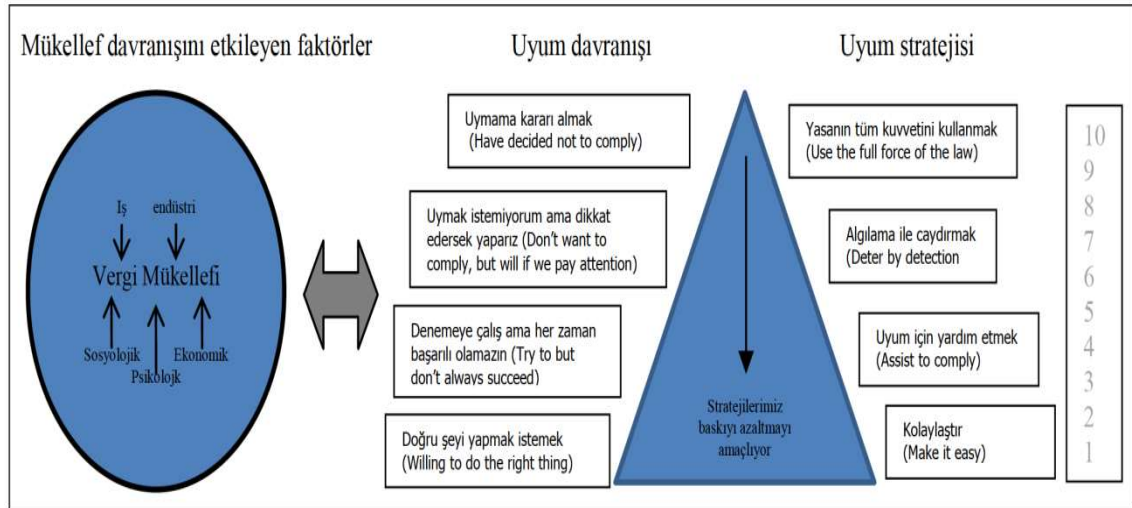 Mükellef davranışını etkileyen faktörler
Uyum davranışı
Uyum stratejisi
İş endüstri
Vergi Mükellefi
Sosyolojik Ekonomik
Psikolojk
Uymama kararı almak
(Have decided not to comply)
Uymak istemiyorum ama dikkat
edersek yaparız (Don't want to
comply, but will if we pay attention)
Denemeye çalış ama her zaman
başarılı olamazın (Try to but
don't always succeed)
Doğru şeyi yapmak istemek
(Willing to do the right thing)
Stratejilerimiz
baskıyı azaltmayı
amaçlıyor
Yasanın tüm kuvvetini kullanmak
(Use the full force of the law)
Algılama ile caydırmak
(Deter by detection
Uyum için yardım etmek
(Assist to comply)
Kolaylaştır
(Make it easy)
10
9
8
7
6
5
4
3
2
1